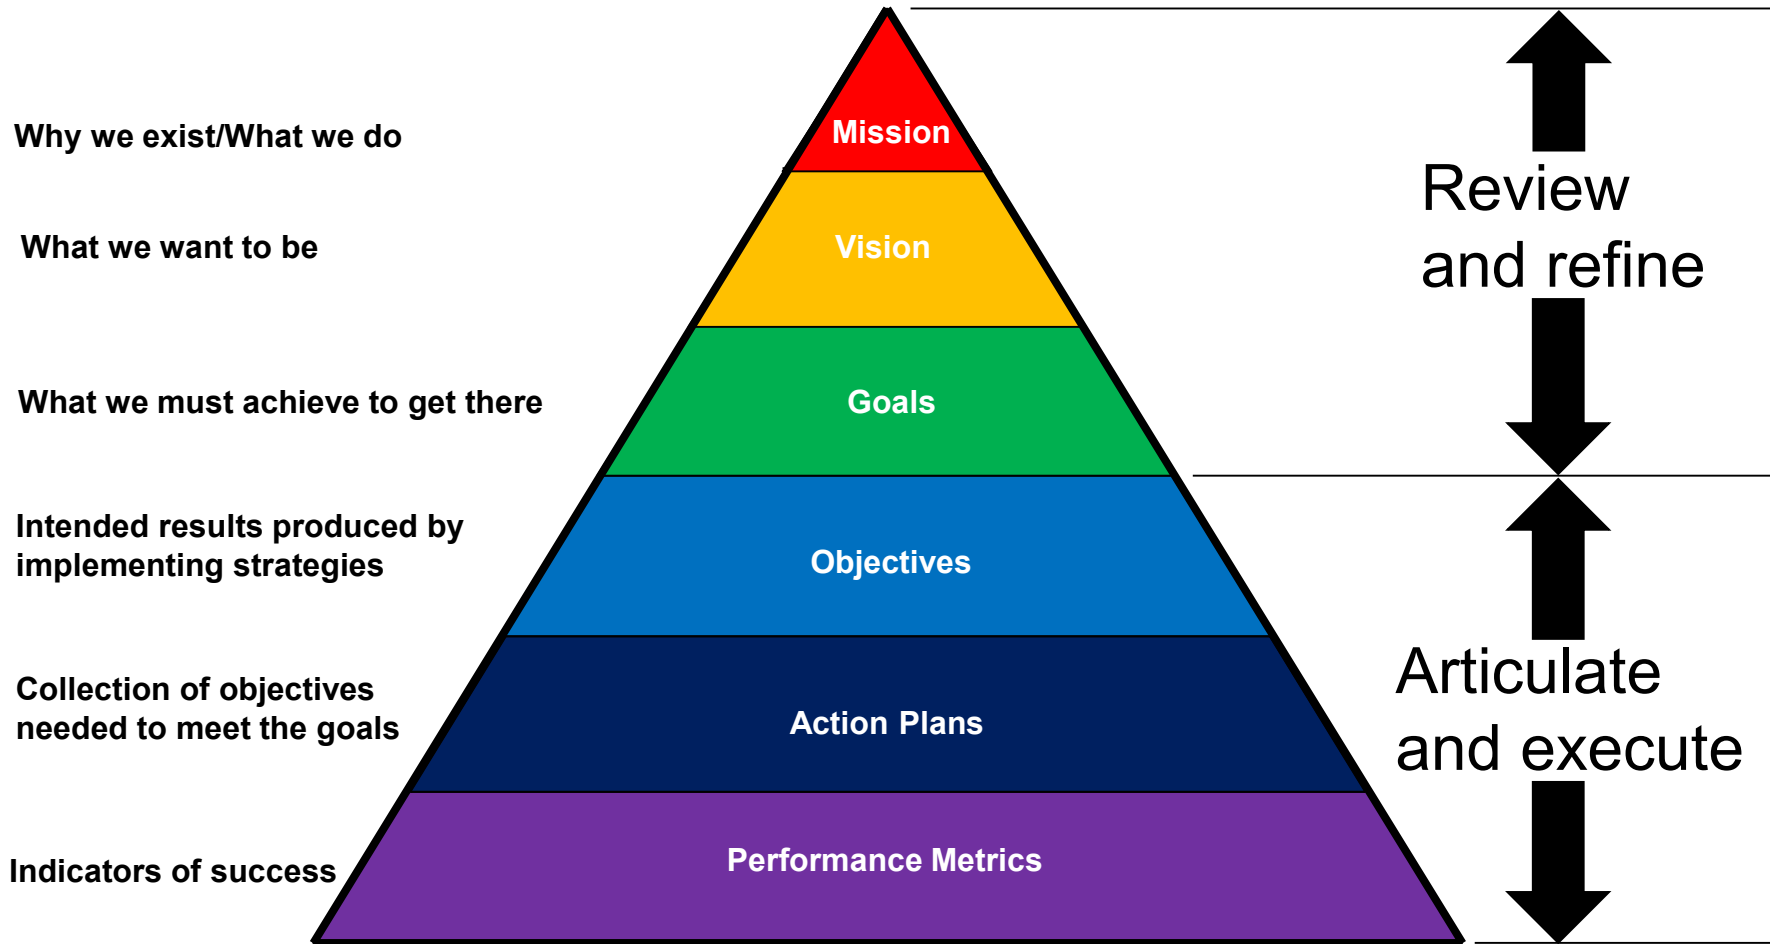 Why we exist/What we do
Mission
What we want to be
Vision
What we must achieve to get there
Goals
Review
and refine
Intended results produced by
implementing strategies
Objectives
Collection of objectives
needed to meet the goals
Action Plans
Articulate
and execute
Indicators of success
Performance Metrics